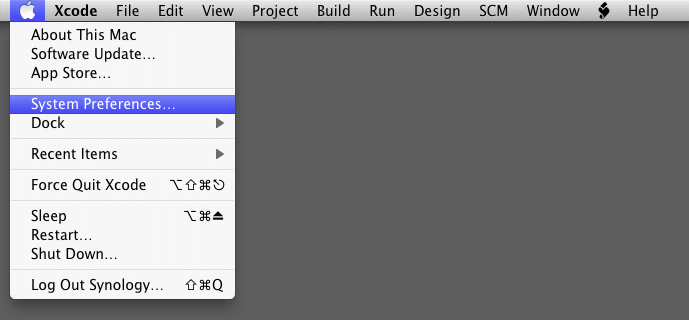 Xcode File Edit View Project Build Run Design SCM Window Help
About This Mac
Software Update...
App Store...
System Preferences...
Dock
Recent Items
Force Quit Xcode ⌥⇧⌘⎋
Sleep ⌥⌘⏏
Restart...
Shut Down...
Log Out Synology... ⇧⌘Q